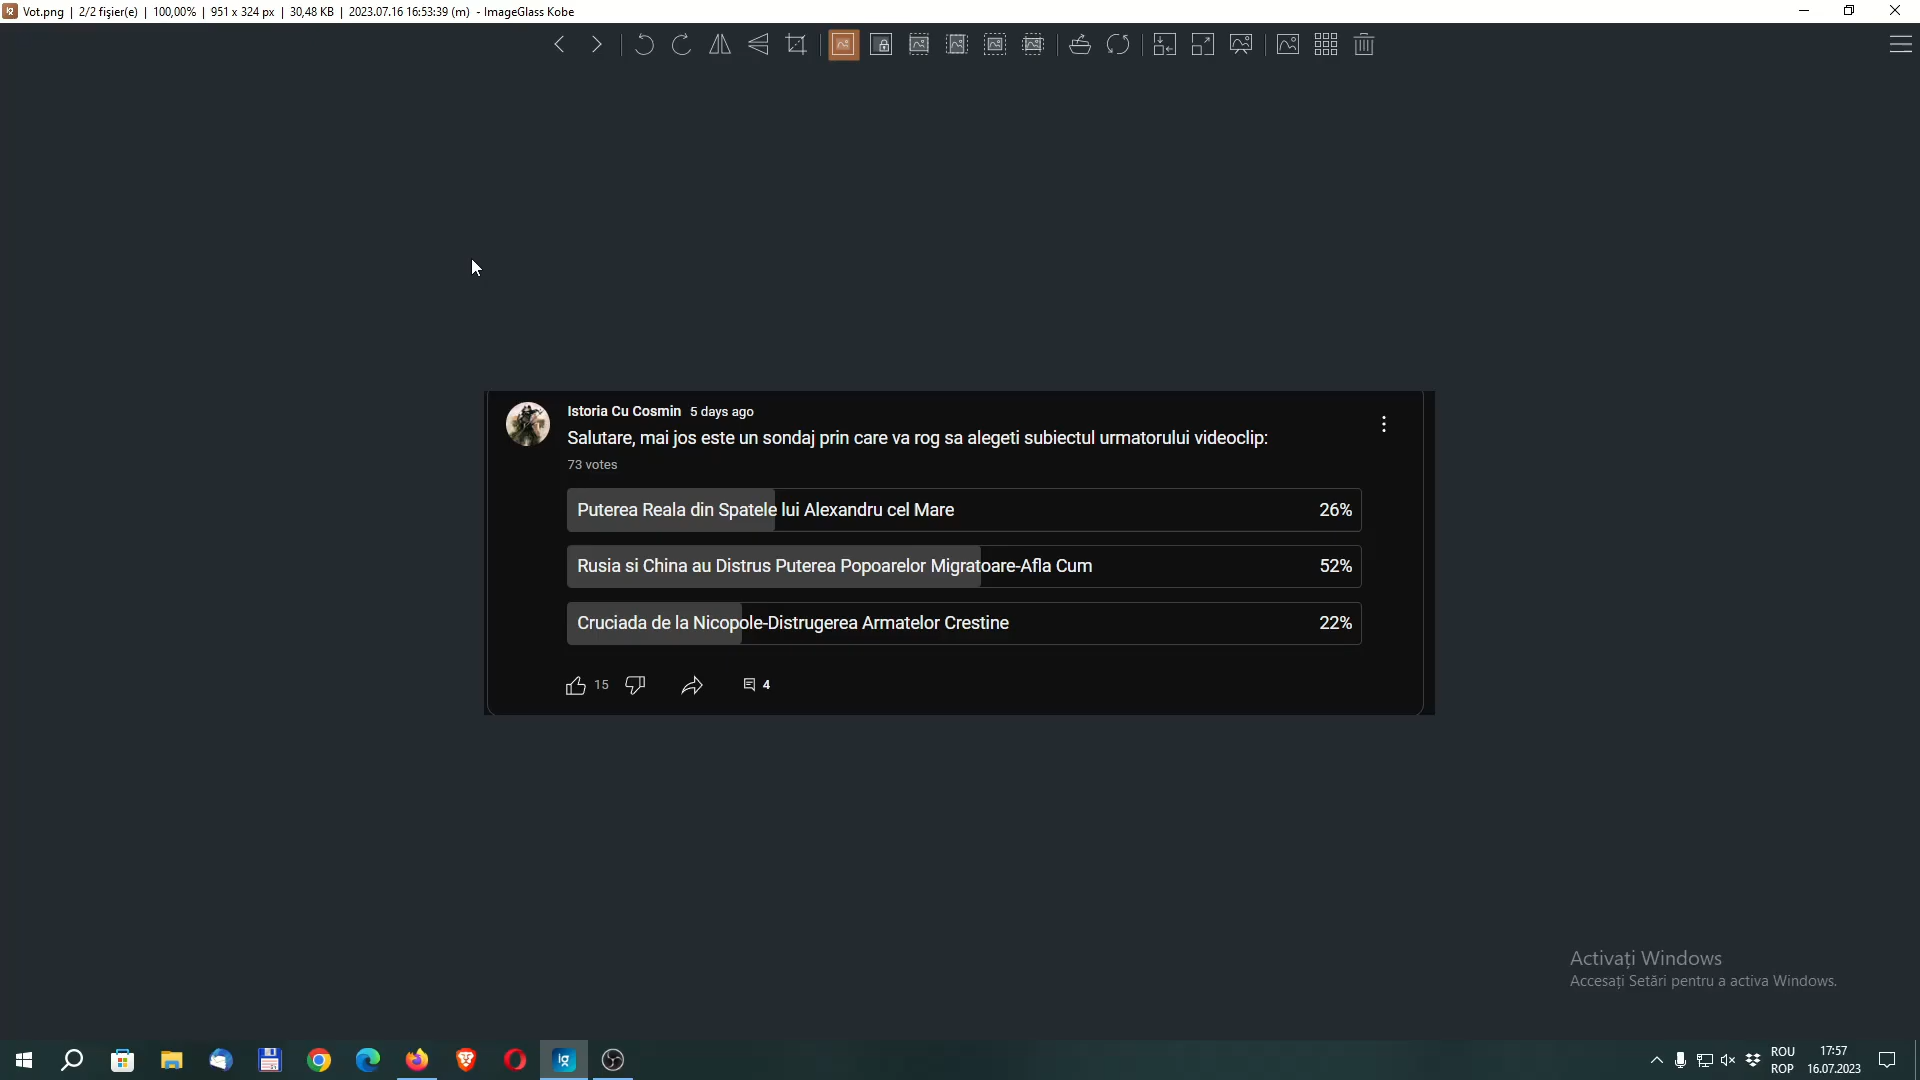 Vot.png | 2/2 fișier(e) | 100,00% | 951 x 324 px | 30,48 KB | 2023.07.16 16:53:39 (m) - ImageGlass Kobe
Istoria Cu Cosmin 5 days ago
Salutare, mai jos este un sondaj prin care va rog sa alegeti subiectul urmatorului videoclip:
73 votes
Puterea Reala din Spatele lui Alexandru cel Mare 26%
Rusia si China au Distrus Puterea Popoarelor Migratoare-Afla Cum 52%
Cruciada de la Nicopole-Distrugerea Armatelor Crestine 22%
15 4
Activați Windows
Accesați Setări pentru a activa Windows.
Ig
ROU 17:57
ROP 16.07.2023